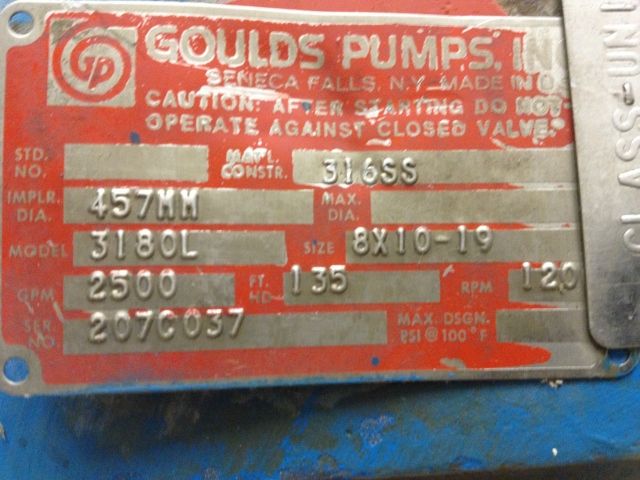 GOULDS PUMPS, IN
SENECA FALLS, N.Y. MADE IN U
CAUTION: AFTER STARTING DO NOT
OPERATE AGAINST CLOSED VALVE.
STD. NO. MAT'L. CONSTR. 316SS
IMPLR. DIA. 457MM MAX. DIA.
MODEL 3180L SIZE 8X10-19
GPM 2500 FT. HD 135 RPM 120
SER NO 207C037 MAX. DSGN. PSI @ 100°F
CLASS-UNI